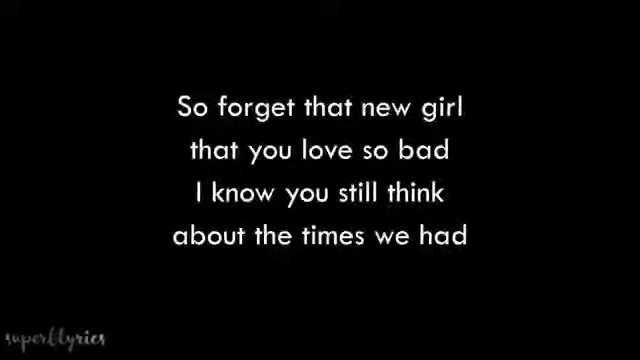 So forget that new girl
that you love so bad
I know you still think
about the times we had
superblyrics